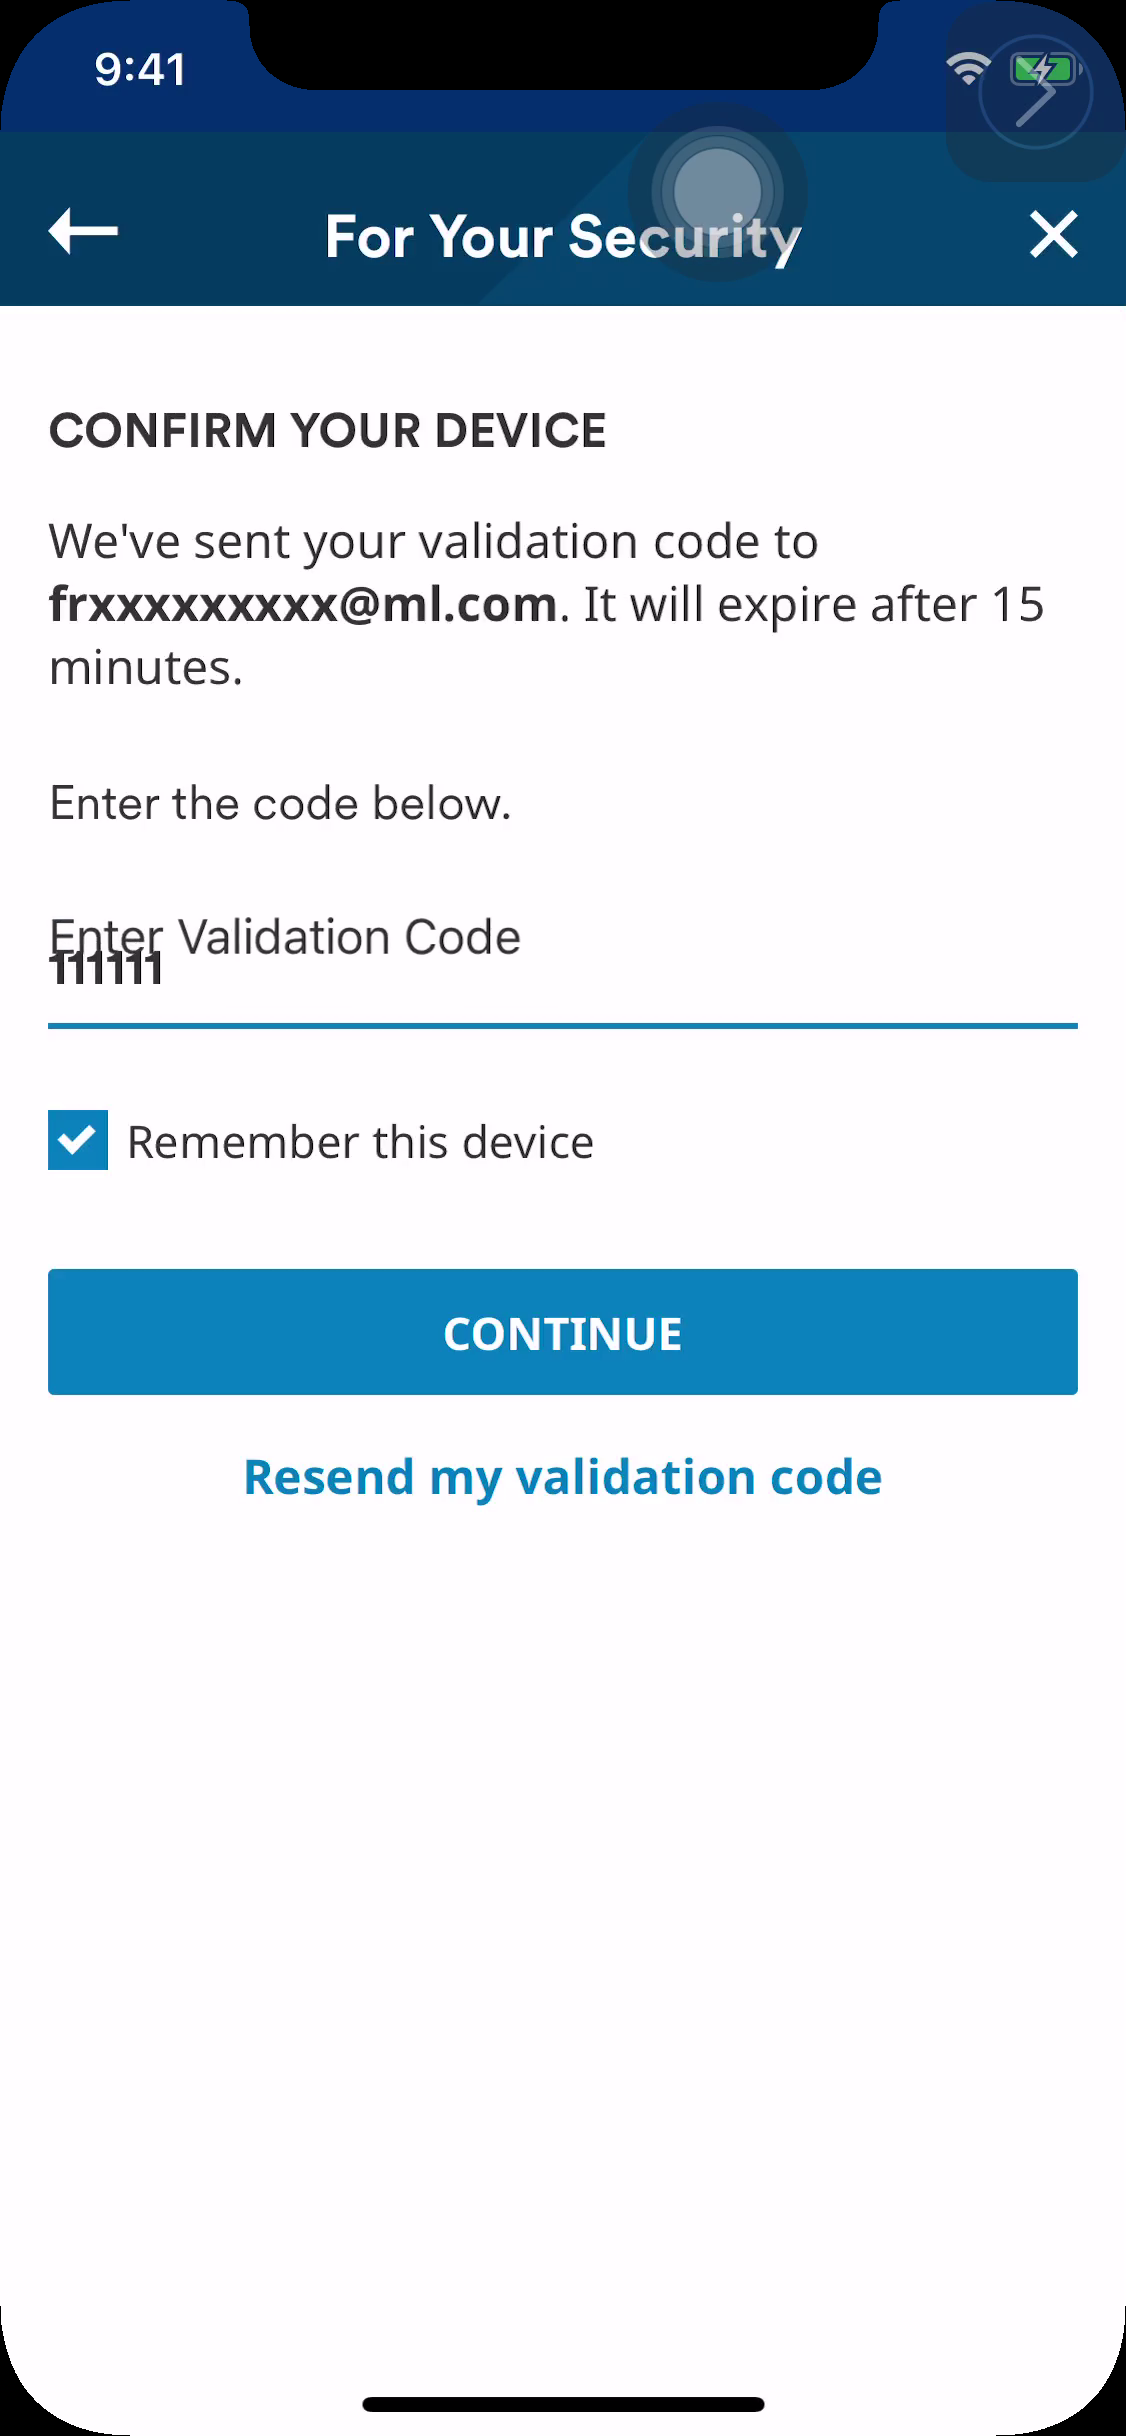 9:41
For Your Security
CONFIRM YOUR DEVICE
We've sent your validation code to
frxxxxxxxxx@ml.com. It will expire after 15
minutes.
Enter the code below.
Enter Validation Code
111111
Remember this device
CONTINUE
Resend my validation code